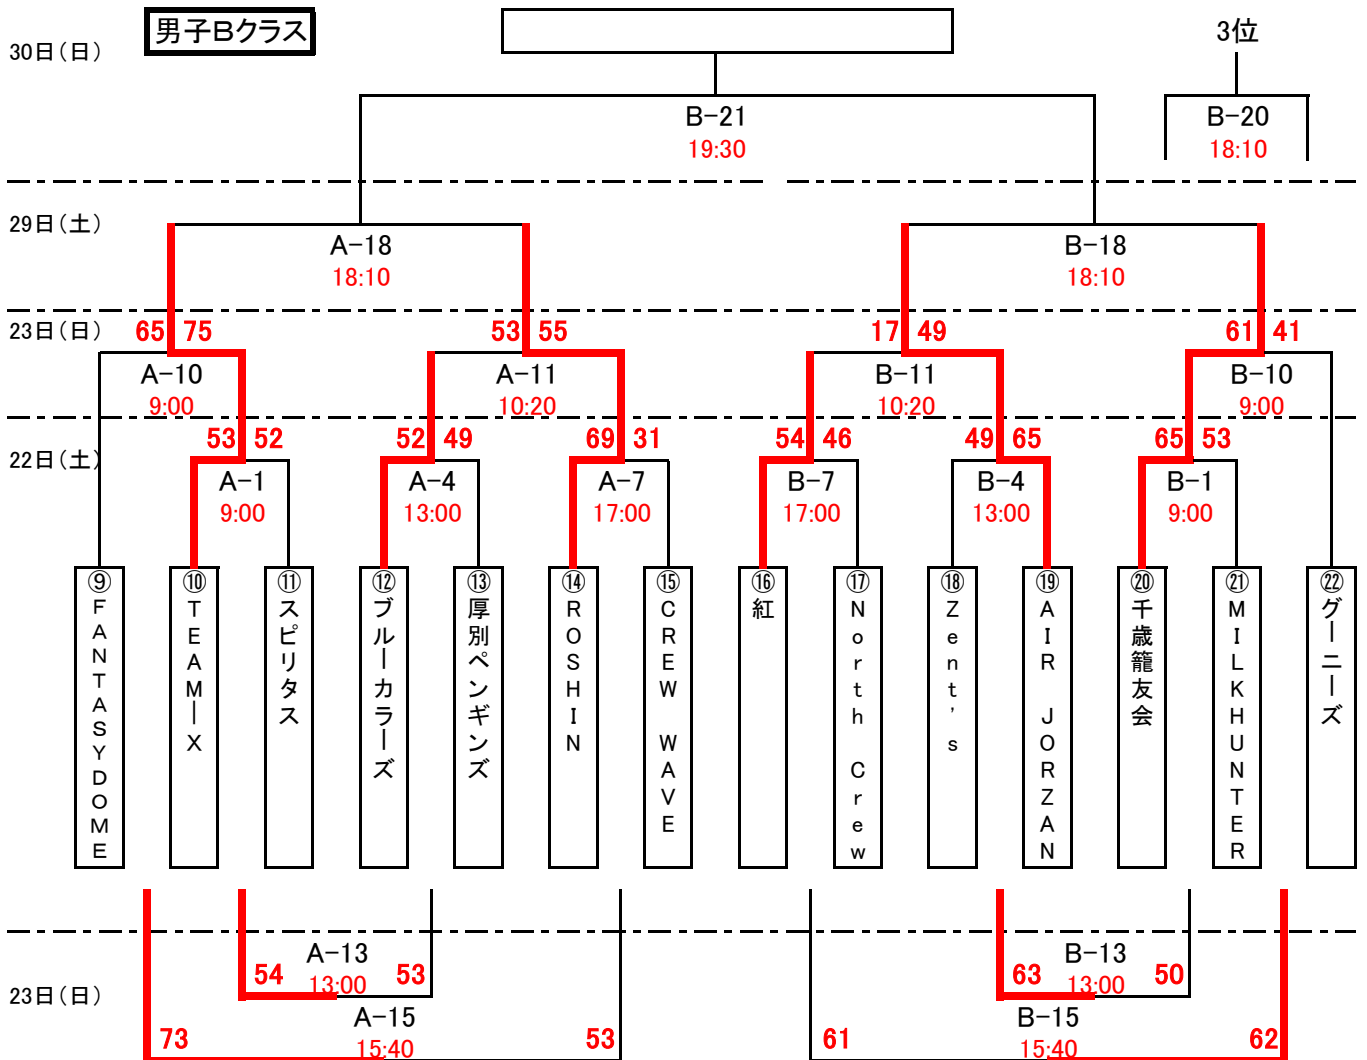 男子Bクラス
30日(日)
3位
B-21
19:30
B-20
18:10
29日(土)
A-18
18:10
B-18
18:10
23日(日)
65 75
53 55
17 49
61 41
A-10
9:00
A-11
10:20
B-11
10:20
B-10
9:00
22日(土)
53 52
52 49
69 31
54 46
49 65
65 53
A-1
9:00
A-4
13:00
A-7
17:00
B-7
17:00
B-4
13:00
B-1
9:00
⑨FANTASYDOME
⑩TEAM-X
⑪スピリタス
⑫ブルーカラーズ
⑬厚別ペンギンズ
⑭ROSHIN
⑮CREW WAVE
⑯紅
⑰North Crew
⑱Zent's
⑲AIR JORZAN
⑳千歳籠友会
㉑MILKHUNTER
㉒グーニーズ
23日(日)
A-13
54 13:00 53
B-13
63 13:00 50
A-15
73 15:40 53
B-15
61 15:40 62